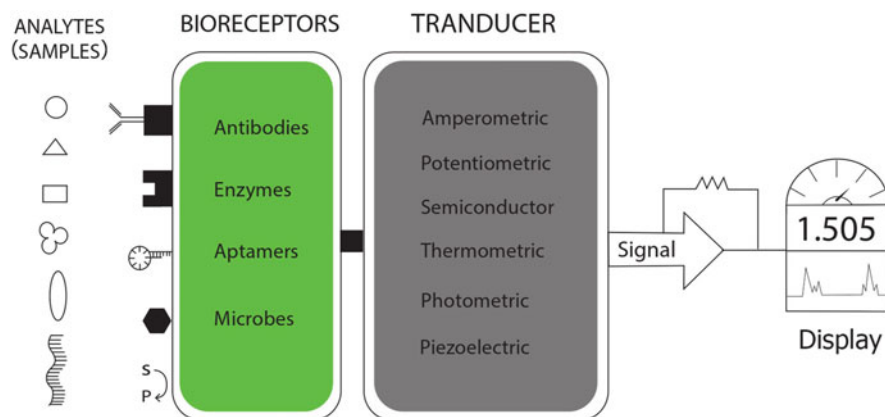 ANALYTES
(SAMPLES)
BIORECEPTORS
TRANDUCER
Antibodies
Enzymes
Aptamers
Microbes
S
P
Amperometric
Potentiometric
Semiconductor
Thermometric
Photometric
Piezoelectric
Signal
1.505
Display